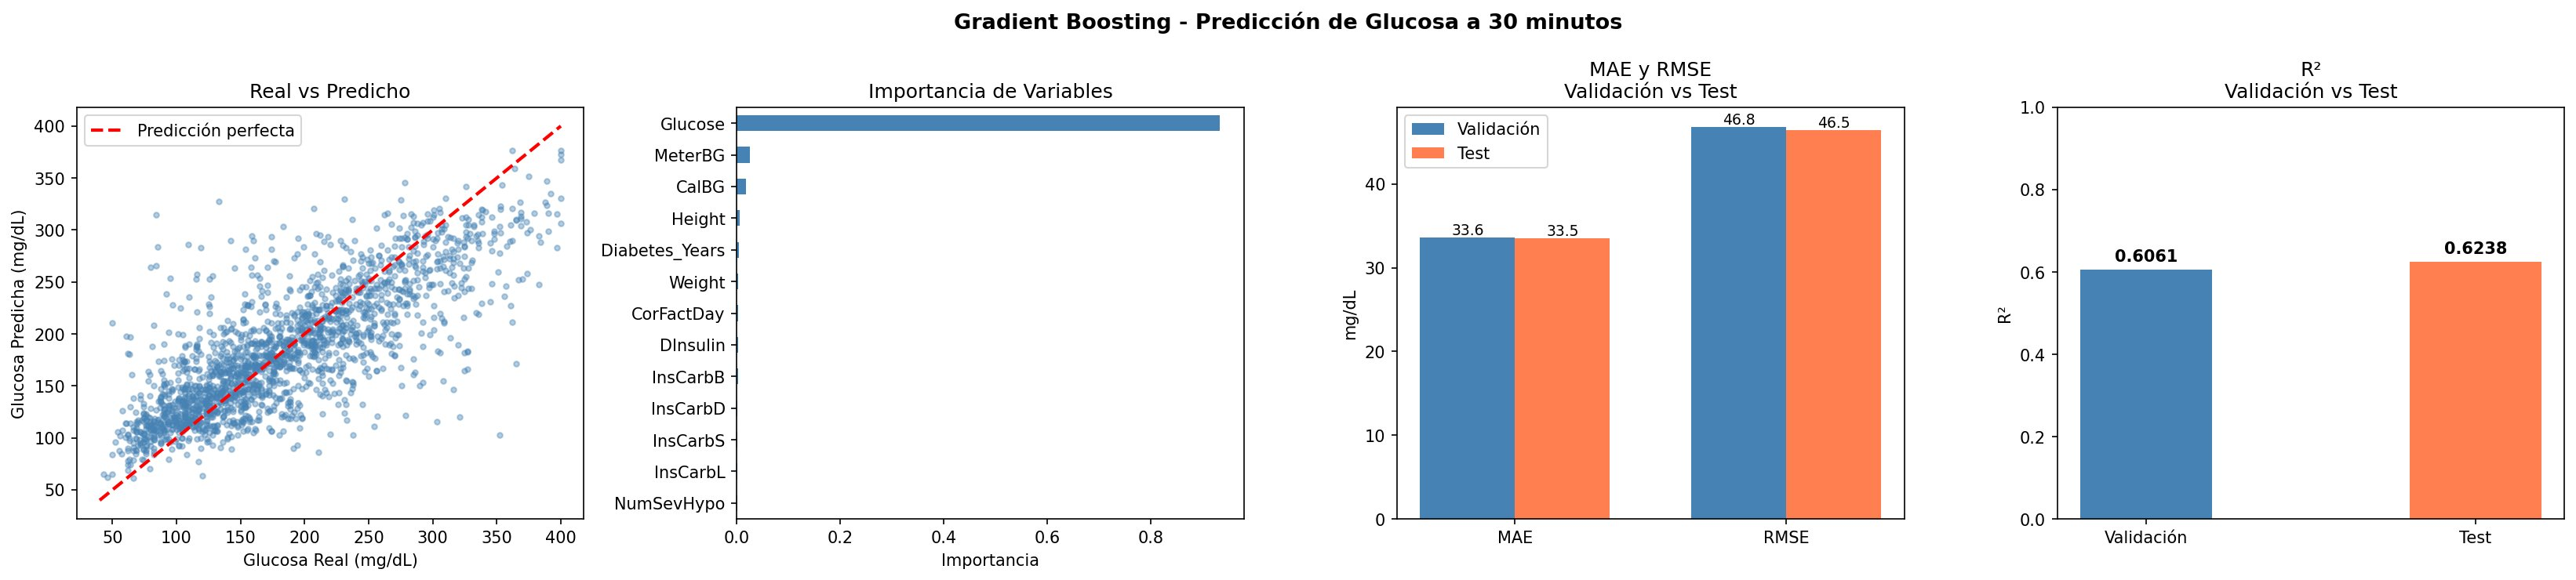 Gradient Boosting - Predicción de Glucosa a 30 minutos
Real vs Predicho
Predicción perfecta
400
350
300
250
200
150
100
50
Glucosa Predicha (mg/dL)
50 100 150 200 250 300 350 400
Glucosa Real (mg/dL)
Importancia de Variables
Glucose
MeterBG
CalBG
Height
Diabetes_Years
Weight
CorFactDay
DInsulin
InsCarbB
InsCarbD
InsCarbS
InsCarbL
NumSevHypo
0.0 0.2 0.4 0.6 0.8
Importancia
MAE y RMSE
Validación vs Test
Validación
Test
46.8
46.5
33.6
33.5
40
30
20
10
0
mg/dL
MAE RMSE
R²
Validación vs Test
1.0
0.8
0.6
0.4
0.2
0.0
R²
0.6061
0.6238
Validación Test